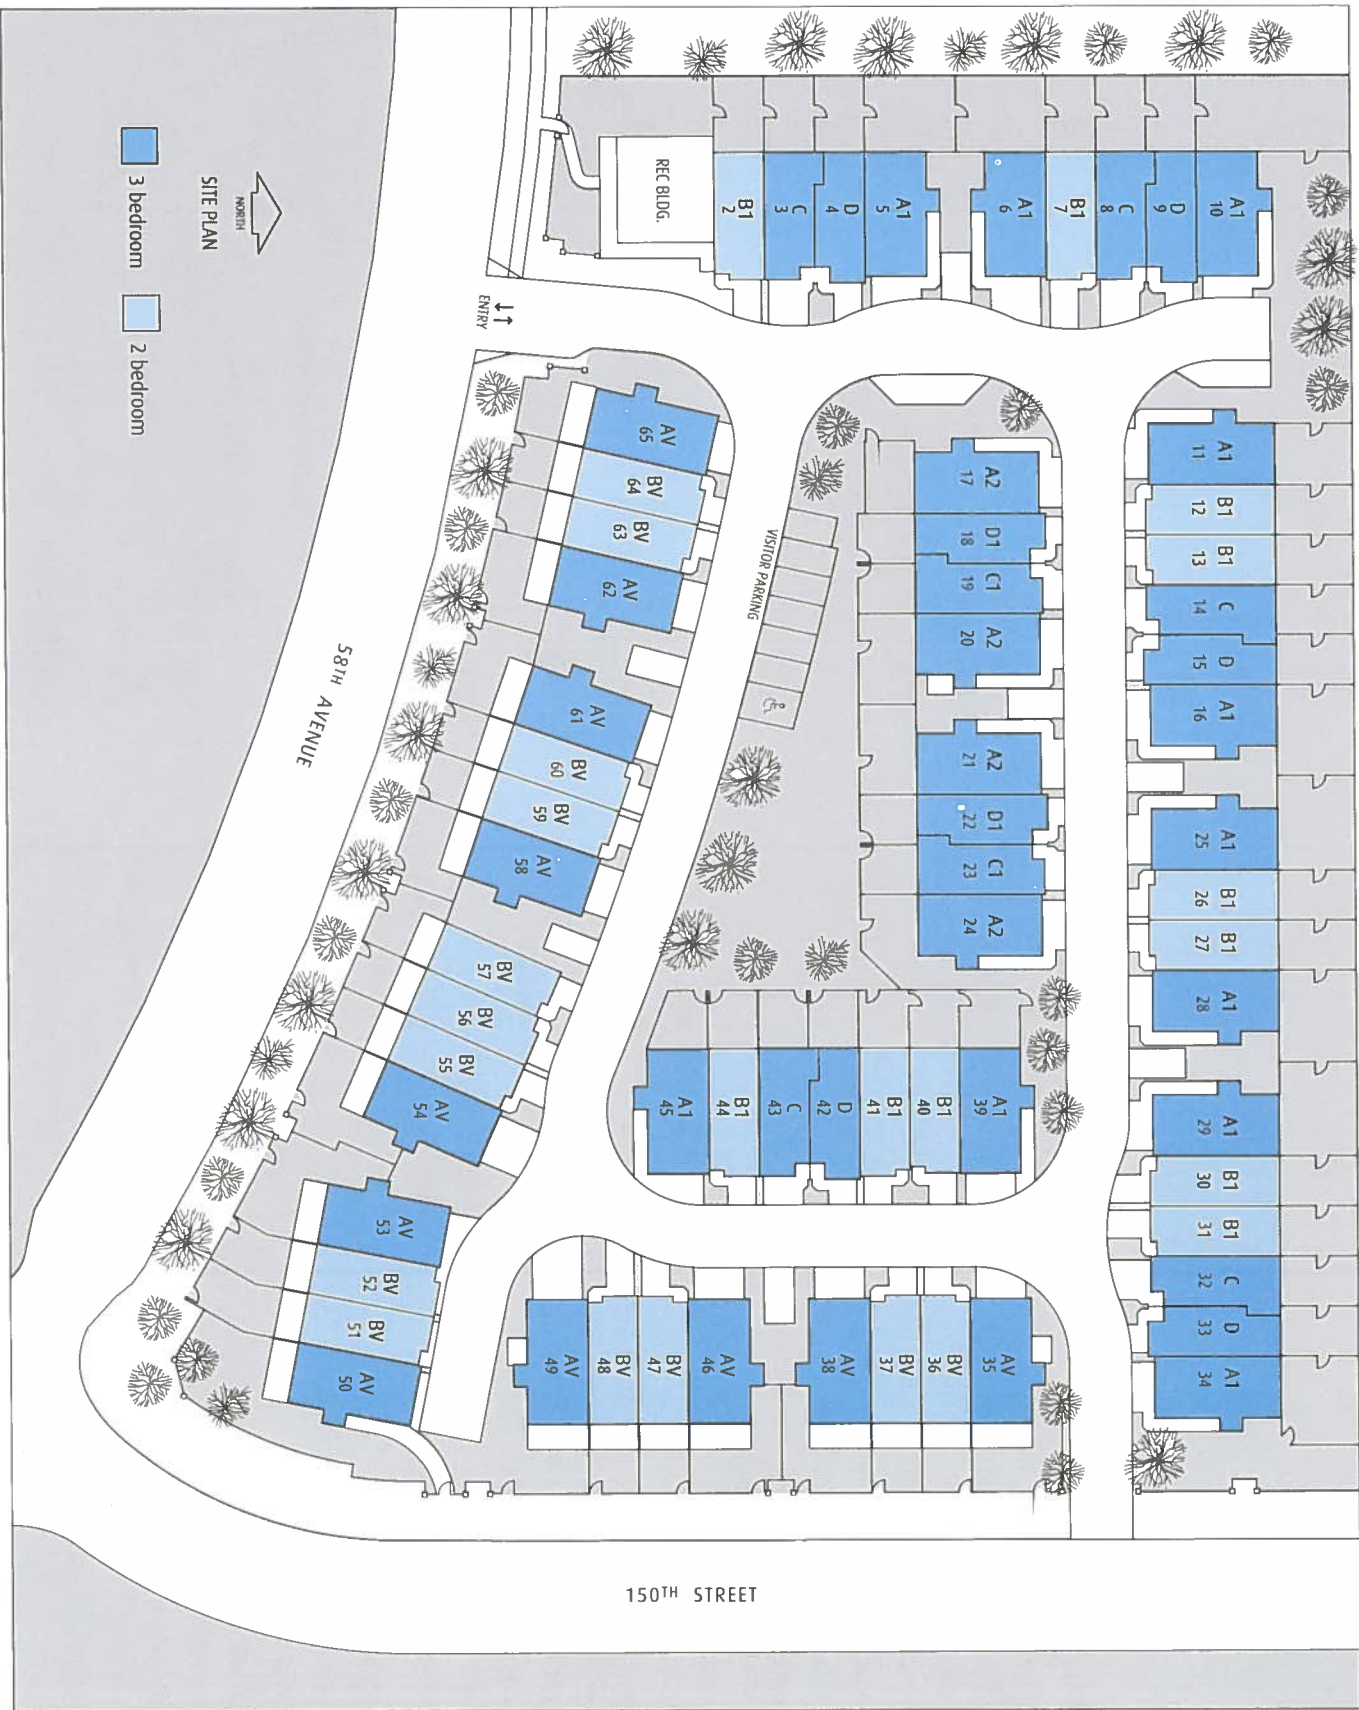 REC BLDG.
B1
2
C
3
D
4
A1
5
A1
6
B1
7
C
8
D
9
A1
10
A1
11
B1
12
B1
13
C
14
D
15
A1
16
A1
25
B1
26
B1
27
A1
28
A1
29
B1
30
B1
31
C
32
D
33
A1
34
A2
17
D1
18
C1
19
A2
20
A2
21
D1
22
C1
23
A2
24
A1
39
B1
40
B1
41
D
42
C
43
B1
44
A1
45
AV
35
BV
36
BV
37
AV
38
AV
46
BV
47
BV
48
AV
49
AV
50
BV
51
BV
52
AV
53
AV
54
BV
55
BV
56
BV
57
AV
58
BV
59
BV
60
AV
61
AV
62
BV
63
BV
64
AV
65
VISITOR PARKING
ENTRY
58TH AVENUE
150TH STREET
NORTH
SITE PLAN
3 bedroom
2 bedroom